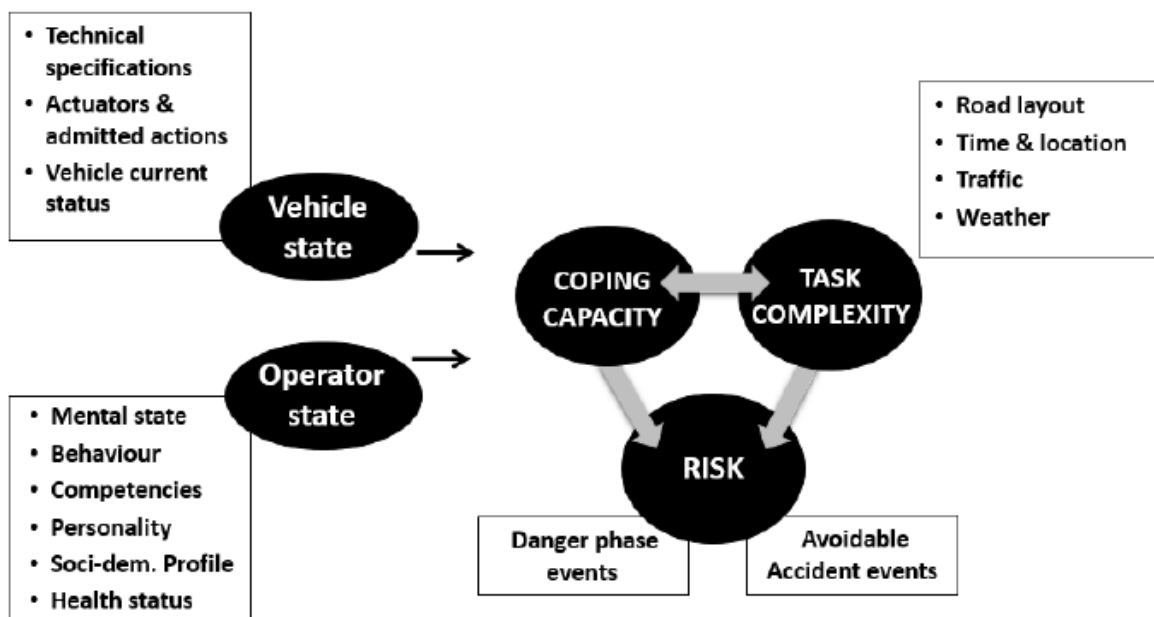 • Technical
specifications
• Actuators &
admitted actions
• Vehicle current
status
Vehicle
state
• Road layout
• Time & location
• Traffic
• Weather
COPING
CAPACITY
TASK
COMPLEXITY
Operator
state
• Mental state
• Behaviour
• Competencies
• Personality
• Soci-dem. Profile
• Health status
RISK
Danger phase
events
Avoidable
Accident events